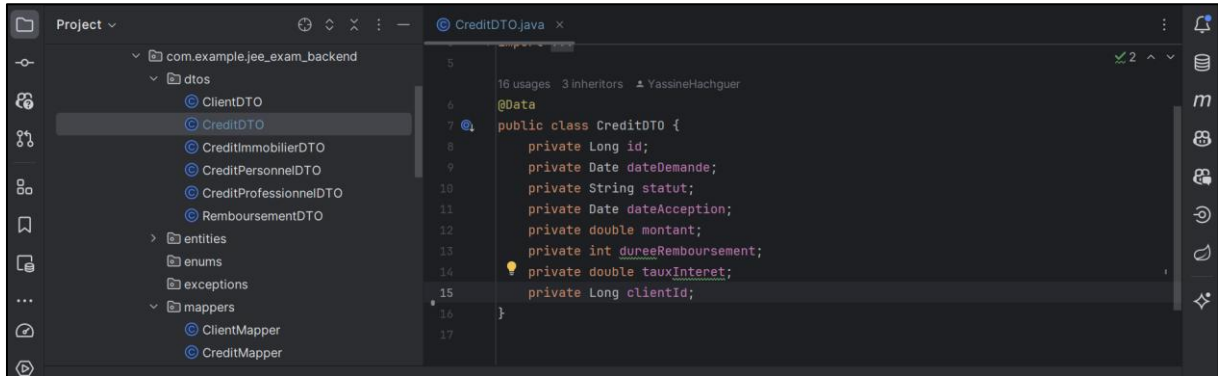 Project
com.example.jee_exam_backend
dtos
ClientDTO
CreditDTO
CreditImmobilierDTO
CreditPersonnelDTO
CreditProfessionnelDTO
RemboursementDTO
entities
enums
exceptions
mappers
ClientMapper
CreditMapper
CreditDTO.java
2
import ...
5
16 usages 3 inheritors YassineHachguer
6 @Data
7 public class CreditDTO {
8 private Long id;
9 private Date dateDemande;
10 private String statut;
11 private Date dateAcception;
12 private double montant;
13 private int dureeRemboursement;
14 private double tauxInteret;
15 private Long clientId;
16 }
17
m